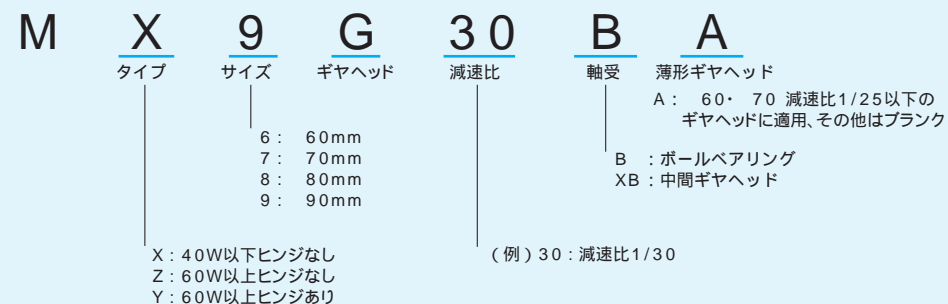 M X 9 G 30 B A
タイプ サイズ ギヤヘッド 減速比 軸受 薄形ギヤヘッド
A: 60・ 70 減速比1/25以下の
ギヤヘッドに適用、その他はブランク
6: 60mm
7: 70mm
8: 80mm
9: 90mm
B :ボールベアリング
XB:中間ギヤヘッド
X:40W以下ヒンジなし
Z:60W以上ヒンジなし
Y:60W以上ヒンジあり
(例)30:減速比1/30